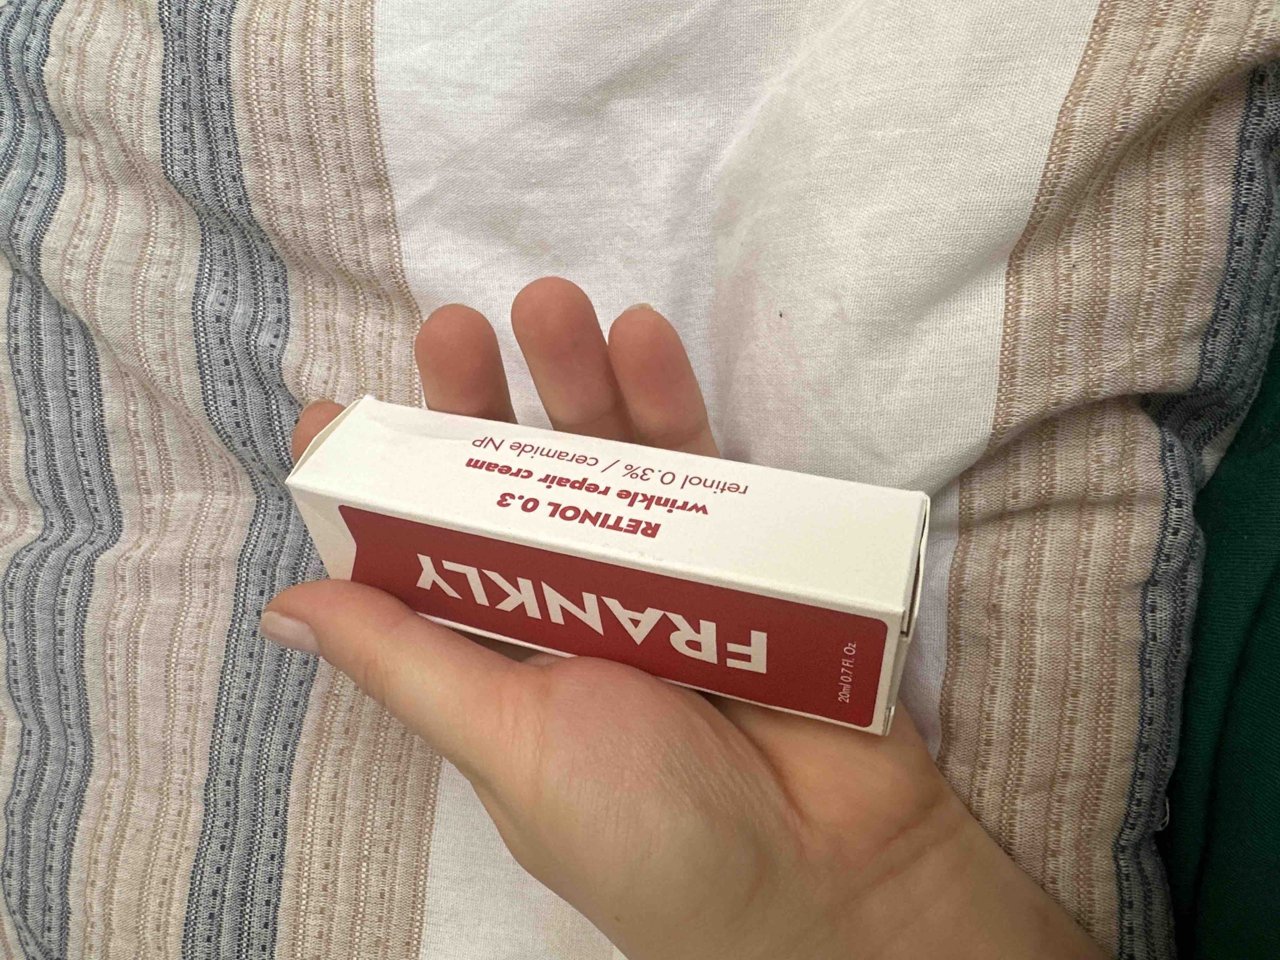 FRANKLY
RETINOL 0.3
wrinkle repair cream
retinol 0.3% / ceramide NP
20ml 0.7 Fl. Oz.